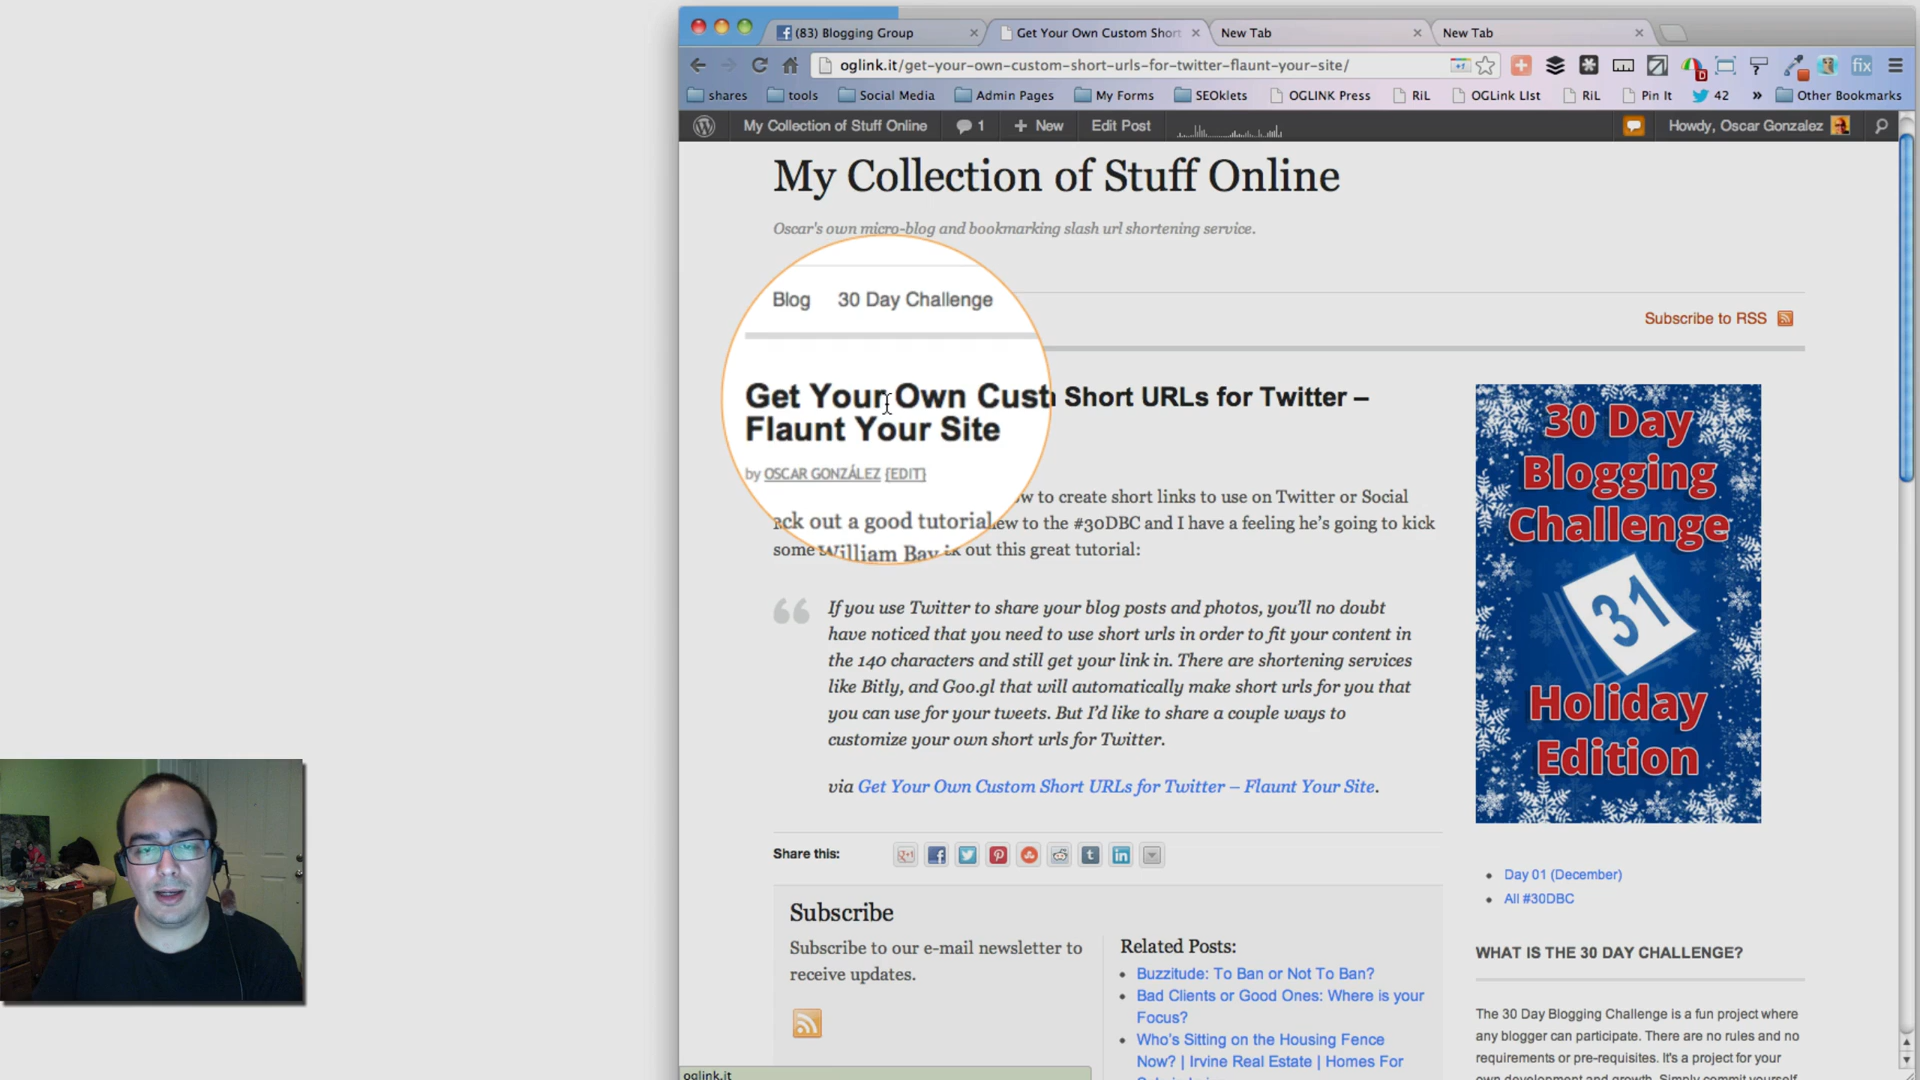 (83) Blogging Group
Get Your Own Custom Short
New Tab
New Tab
oglink.it/get-your-own-custom-short-urls-for-twitter-flaunt-your-site/
shares tools Social Media Admin Pages My Forms SEOklets OGLINK Press RiL OGLink LIst RiL Pin It 42 » Other Bookmarks
My Collection of Stuff Online 1 + New Edit Post Howdy, Oscar Gonzalez
My Collection of Stuff Online
Oscar's own micro-blog and bookmarking slash url shortening service.
Blog 30 Day Challenge
Subscribe to RSS
Get Your Own Cust Short URLs for Twitter –
Flaunt Your Site
by OSCAR GONZÁLEZ {EDIT}
to create short links to use on Twitter or Social
out a good tutorial to the #30DBC and I have a feeling he's going to kick
some William Bay out this great tutorial:
If you use Twitter to share your blog posts and photos, you'll no doubt
have noticed that you need to use short urls in order to fit your content in
the 140 characters and still get your link in. There are shortening services
like Bitly, and Goo.gl that will automatically make short urls for you that
you can use for your tweets. But I'd like to share a couple ways to
customize your own short urls for Twitter.
via Get Your Own Custom Short URLs for Twitter – Flaunt Your Site.
Share this:
Subscribe
Subscribe to our e-mail newsletter to
receive updates.
Related Posts:
Buzzitude: To Ban or Not To Ban?
Bad Clients or Good Ones: Where is your
Focus?
Who's Sitting on the Housing Fence
Now? | Irvine Real Estate | Homes For
30 Day
Blogging
Challenge
31
Holiday
Edition
Day 01 (December)
All #30DBC
WHAT IS THE 30 DAY CHALLENGE?
The 30 Day Blogging Challenge is a fun project where
any blogger can participate. There are no rules and no
requirements or pre-requisites. It's a project for your
own development and growth. Simply commit yourself
oglink.it